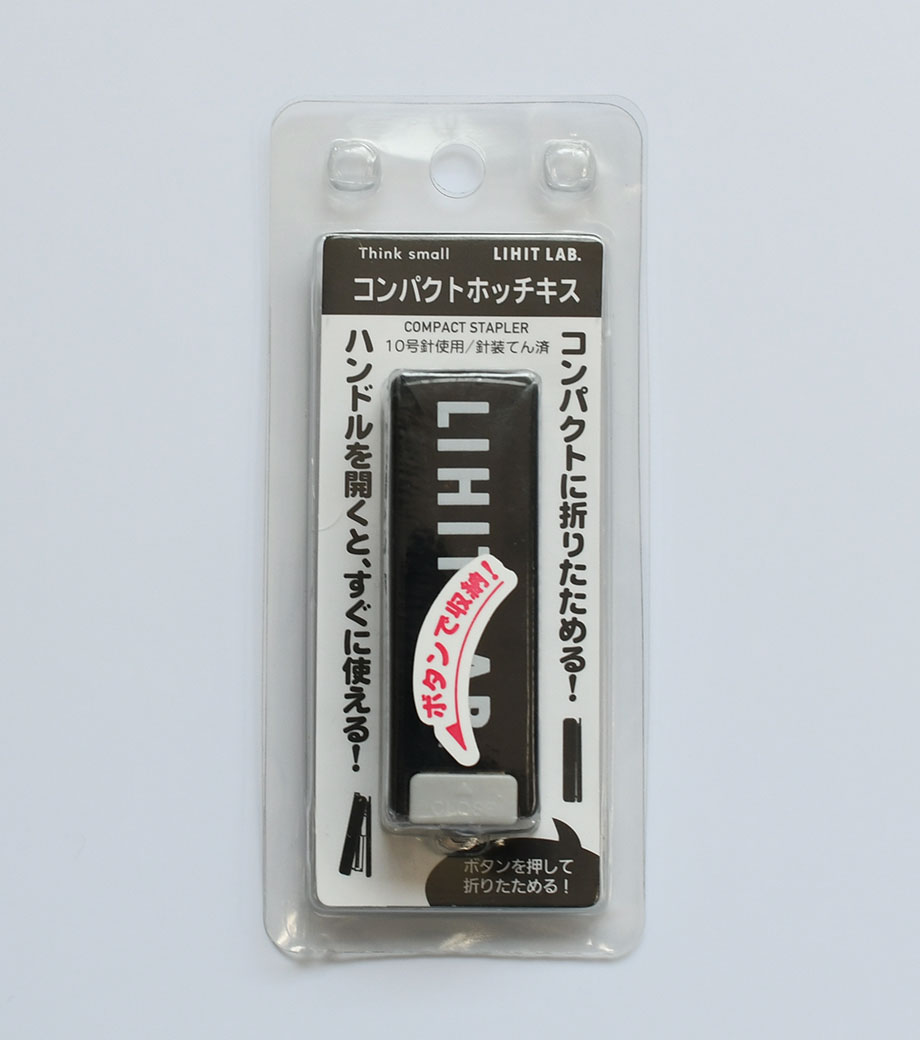 Think small
LIHIT LAB.
コンパクトホッチキス
COMPACT STAPLER
10号針使用/針装てん済
コンパクトに折りたためる!
ハンドルを開くと、すぐに使える!
LIHIT AB.
ボタンで収納!
CLOSE
ボタンを押して
折りたためる!